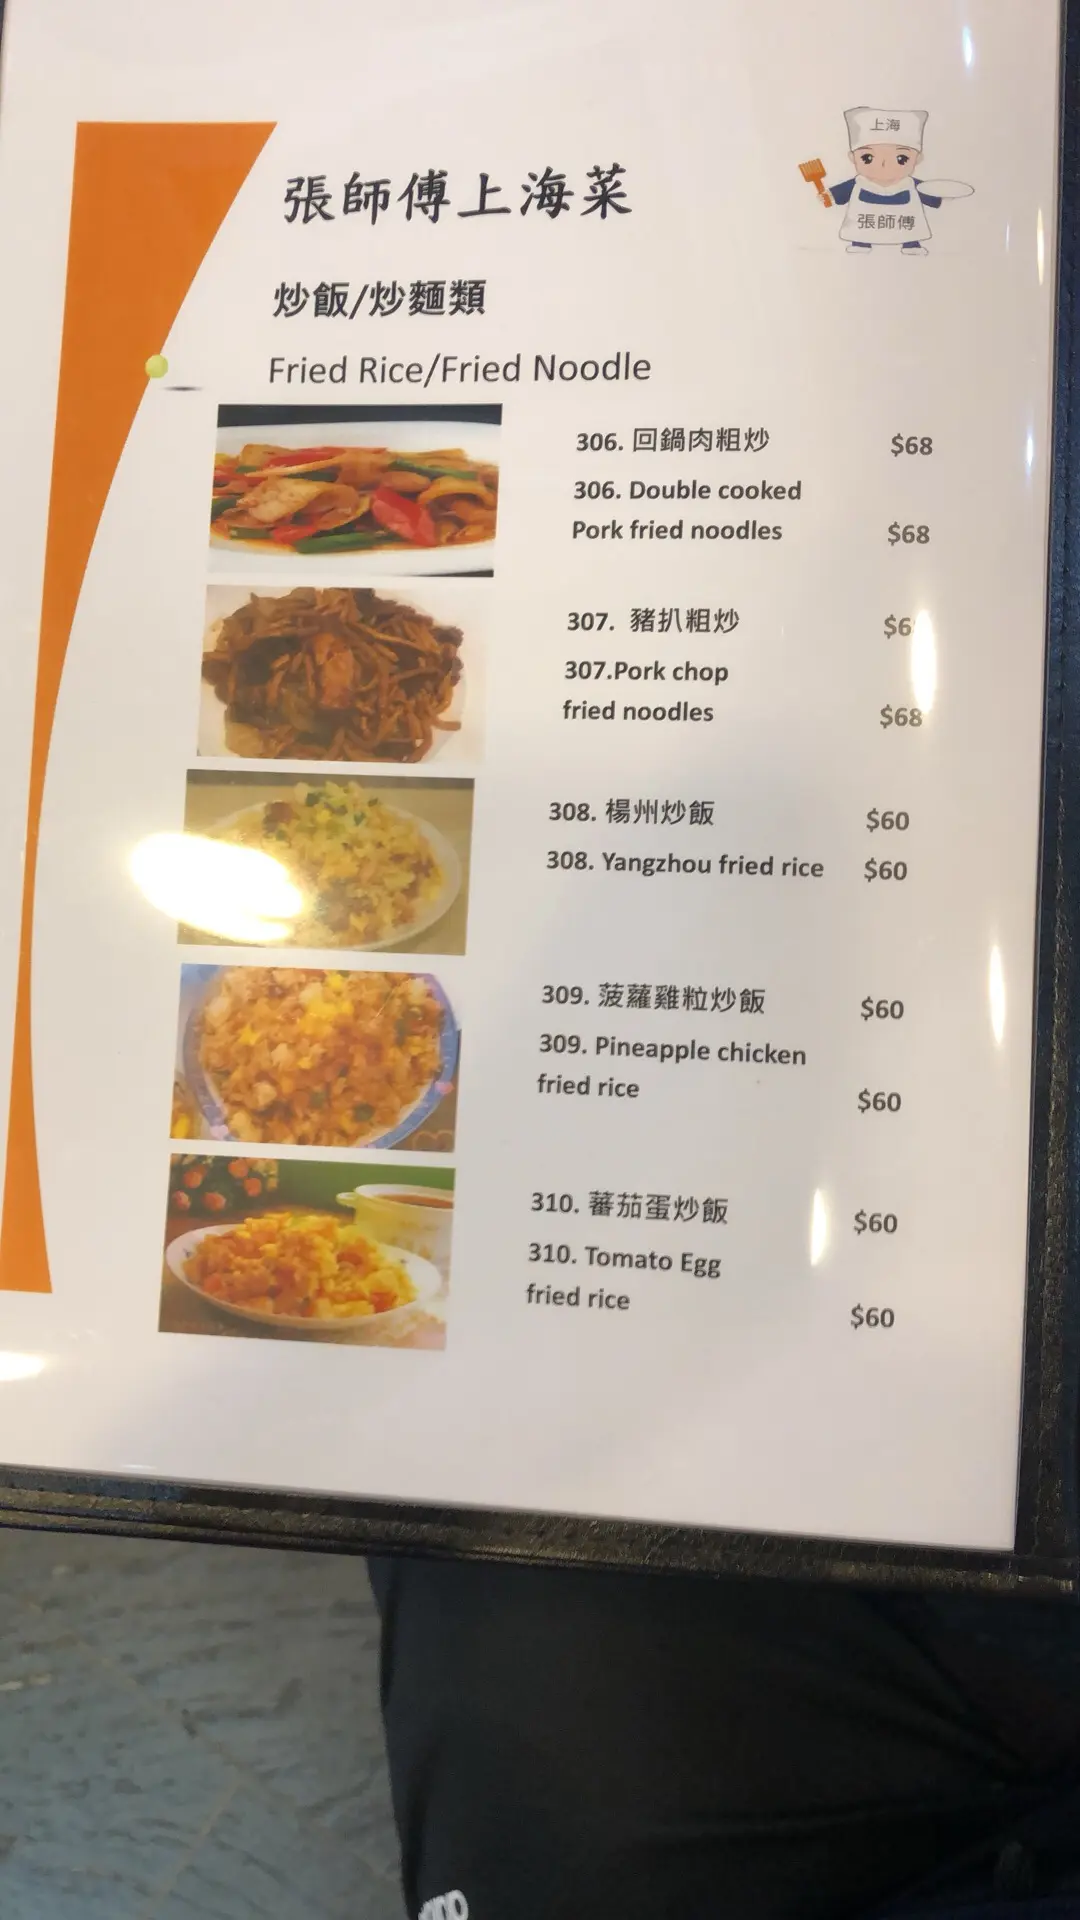 上海
張師傅
張師傅上海菜
炒飯/炒麵類
Fried Rice/Fried Noodle
306. 回鍋肉粗炒 $68
306. Double cooked
Pork fried noodles $68
307. 豬扒粗炒
307.Pork chop
fried noodles $68
308. 楊州炒飯 $60
308. Yangzhou fried rice $60
309. 菠蘿雞粒炒飯 $60
309. Pineapple chicken
fried rice $60
310. 蕃茄蛋炒飯 $60
310. Tomato Egg
fried rice $60